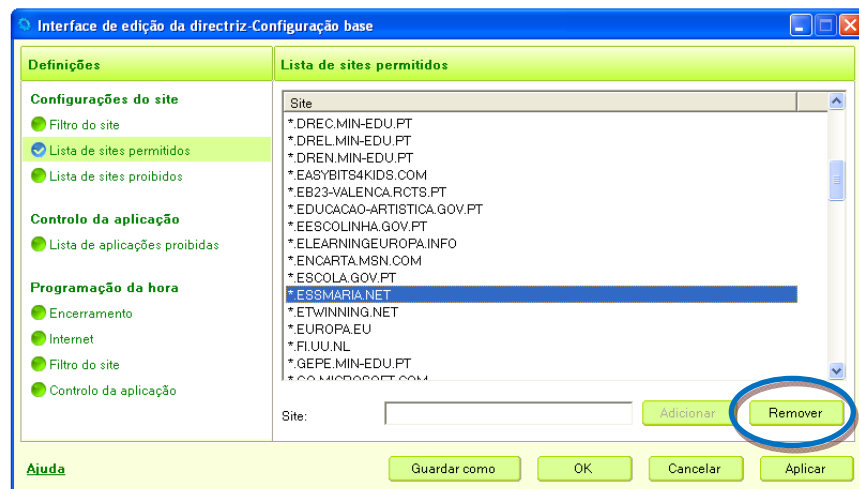 Interface de edição da directriz-Configuração base
Definições
Configurações do site
Filtro do site
Lista de sites permitidos
Lista de sites proibidos
Controlo da aplicação
Lista de aplicações proibidas
Programação da hora
Encerramento
Internet
Filtro do site
Controlo da aplicação
Lista de sites permitidos
Site
*.DREC.MIN-EDU.PT
*.DREL.MIN-EDU.PT
*.DREN.MIN-EDU.PT
*.EASYBITS4KIDS.COM
*.EB23-VALENCA.RCTS.PT
*.EDUCACAO-ARTISTICA.GOV.PT
*.EESCOLINHA.GOV.PT
*.ELEARNINGEUROPA.INFO
*.ENCARTA.MSN.COM
*.ESCOLA.GOV.PT
*.ESSMARIA.NET
*.ETWINNING.NET
*.EUROPA.EU
*.FI.UU.NL
*.GEPE.MIN-EDU.PT
*.GO.MICROSOFT.COM
Site:
Adicionar
Remover
Ajuda
Guardar como
OK
Cancelar
Aplicar